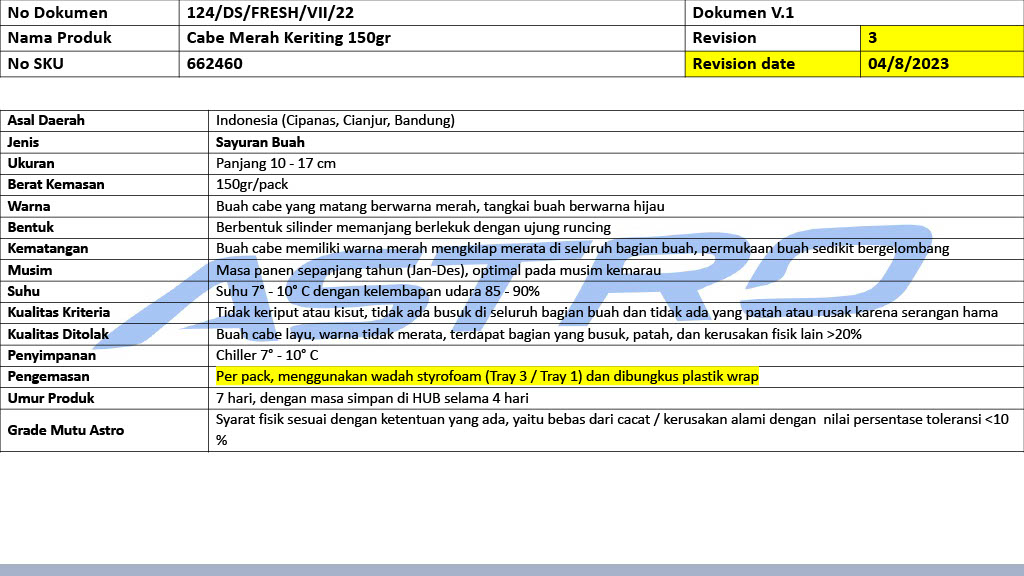 No Dokumen 124/DS/FRESH/VII/22 Dokumen V.1
Nama Produk Cabe Merah Keriting 150gr Revision 3
No SKU 662460 Revision date 04/8/2023
Asal Daerah Indonesia (Cipanas, Cianjur, Bandung)
Jenis Sayuran Buah
Ukuran Panjang 10 - 17 cm
Berat Kemasan 150gr/pack
Warna Buah cabe yang matang berwarna merah, tangkai buah berwarna hijau
Bentuk Berbentuk silinder memanjang berlekuk dengan ujung runcing
Kematangan Buah cabe memiliki warna merah mengkilap merata di seluruh bagian buah, permukaan buah sedikit bergelombang
Musim Masa panen sepanjang tahun (Jan-Des), optimal pada musim kemarau
Suhu Suhu 7° - 10° C dengan kelembapan udara 85 - 90%
Kualitas Kriteria Tidak keriput atau kisut, tidak ada busuk di seluruh bagian buah dan tidak ada yang patah atau rusak karena serangan hama
Kualitas Ditolak Buah cabe layu, warna tidak merata, terdapat bagian yang busuk, patah, dan kerusakan fisik lain >20%
Penyimpanan Chiller 7° - 10° C
Pengemasan Per pack, menggunakan wadah styrofoam (Tray 3 / Tray 1) dan dibungkus plastik wrap
Umur Produk 7 hari, dengan masa simpan di HUB selama 4 hari
Grade Mutu Astro Syarat fisik sesuai dengan ketentuan yang ada, yaitu bebas dari cacat / kerusakan alami dengan nilai persentase toleransi <10
%
ASTRO